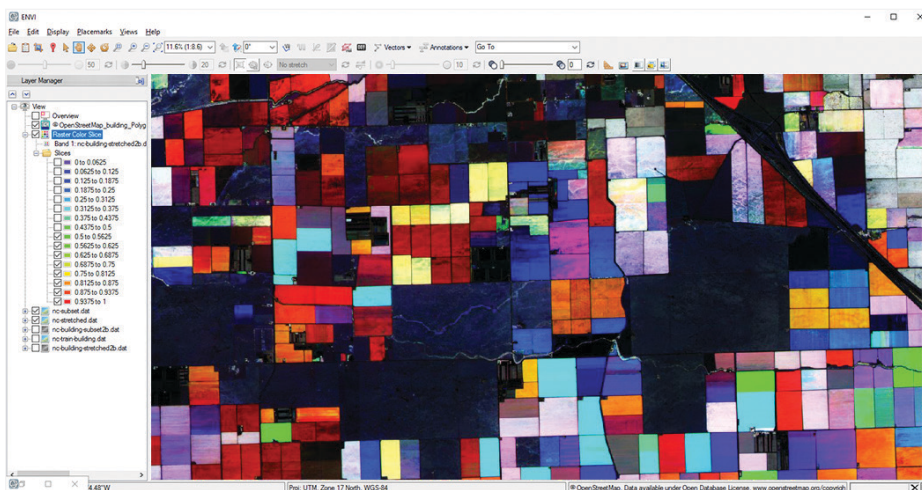 ENVI
File Edit Display Placemarks Views Help
11.6% (1:8.6) 0° Vectors Annotations Go To
50 20 No stretch 10 0
Layer Manager
View
Overview
OpenStreetMap_building_Polyg
Raster Color Slice
Band 1: nc-building-stretched2b.d
Slices
0 to 0.0625
0.0625 to 0.125
0.125 to 0.1875
0.1875 to 0.25
0.25 to 0.3125
0.3125 to 0.375
0.375 to 0.4375
0.4375 to 0.5
0.5 to 0.5625
0.5625 to 0.625
0.625 to 0.6875
0.6875 to 0.75
0.75 to 0.8125
0.8125 to 0.875
0.875 to 0.9375
0.9375 to 1
nc-subset.dat
nc-stretched.dat
nc-building-subset2b.dat
nc-train-building.dat
nc-building-stretched2b.dat
4.48"W Proj: UTM, Zone 17 North, WGS-84 © OpenStreetMap, Data available under Open Database License, www.openstreetmap.org/copyrigh